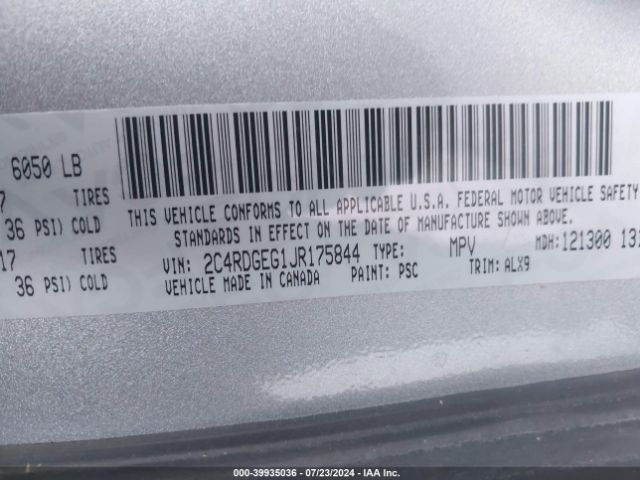 6050 LB
7 TIRES
36 PSI) COLD
17 TIRES
36 PSI) COLD
THIS VEHICLE CONFORMS TO ALL APPLICABLE U.S.A. FEDERAL MOTOR VEHICLE SAFETY
STANDARDS IN EFFECT ON THE DATE OF MANUFACTURE SHOWN ABOVE.
VIN: 2C4RDGEG1JR175844 TYPE: MPV MDH:121300 131
VEHICLE MADE IN CANADA PAINT: PSC TRIM: ALX9
000-39935036 - 07/23/2024 - IAA Inc.